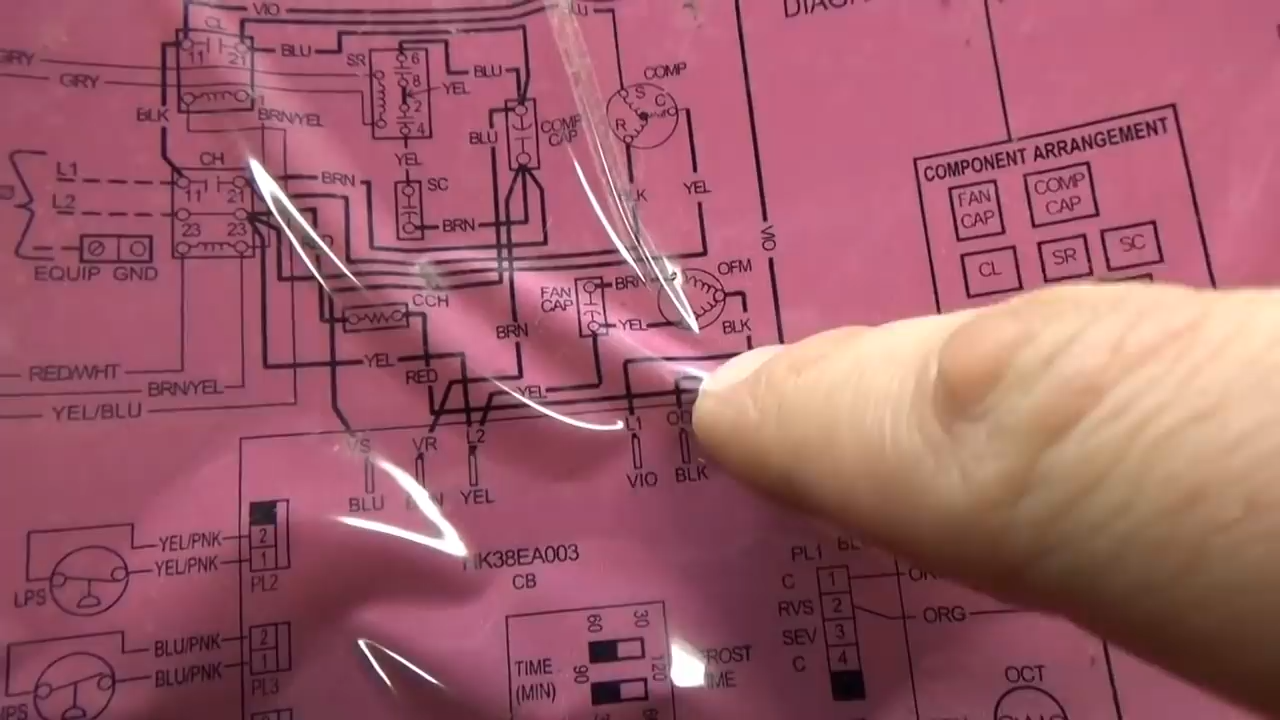 VIO
DIAG
CL
11 21
BLU
SR
6
8
2
4
YEL
BLU
COMP
S
C
R
GRY
GRY
BLK
BRN/YEL
BLU
COMP
CAP
YEL
CH
L1
L2
11 21
23 23
BRN
SC
BRN
YEL
VIO
EQUIP GND
COMPONENT ARRANGEMENT
FAN
CAP
COMP
CAP
CL
SR
SC
CCH
FAN
CAP
BRN
OFM
YEL
BLK
BRN
RED/WHT
BRN/YEL
YEL/BLU
YEL
RED
YEL
VS
VR
L2
L1
BLU
YEL
VIO
BLK
HK38EA003
CB
YEL/PNK
YEL/PNK
2
1
PL2
LPS
BLU/PNK
BLU/PNK
2
1
PL3
TIME
(MIN)
60
30
90
120
PL1
C
RVS
SEV
C
1
2
3
4
ORG
OCT